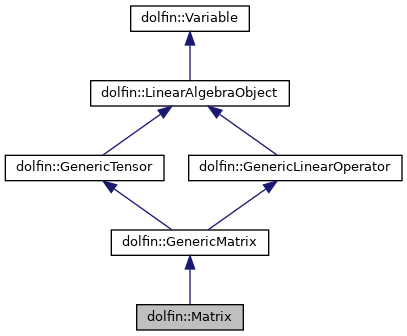 dolfin::Variable
dolfin::LinearAlgebraObject
dolfin::GenericTensor
dolfin::GenericLinearOperator
dolfin::GenericMatrix
dolfin::Matrix